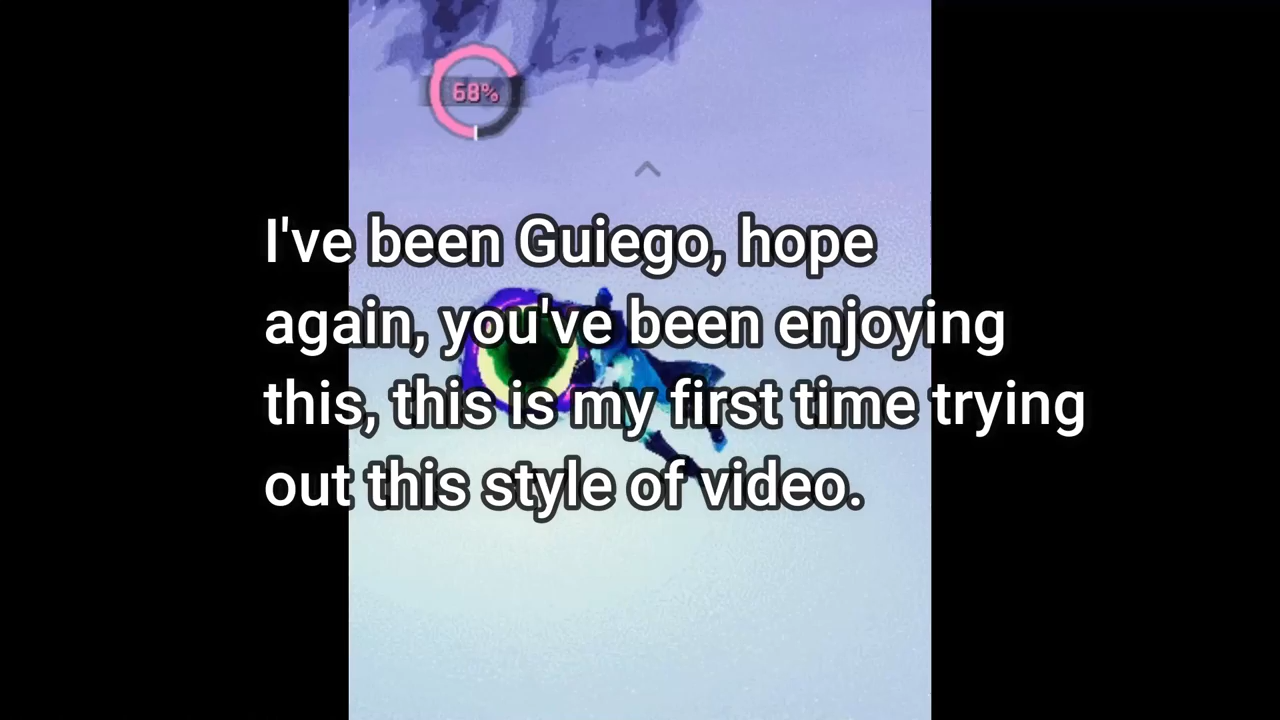 68%
I've been Guiego, hope
again, you've been enjoying
this, this is my first time trying
out this style of video.